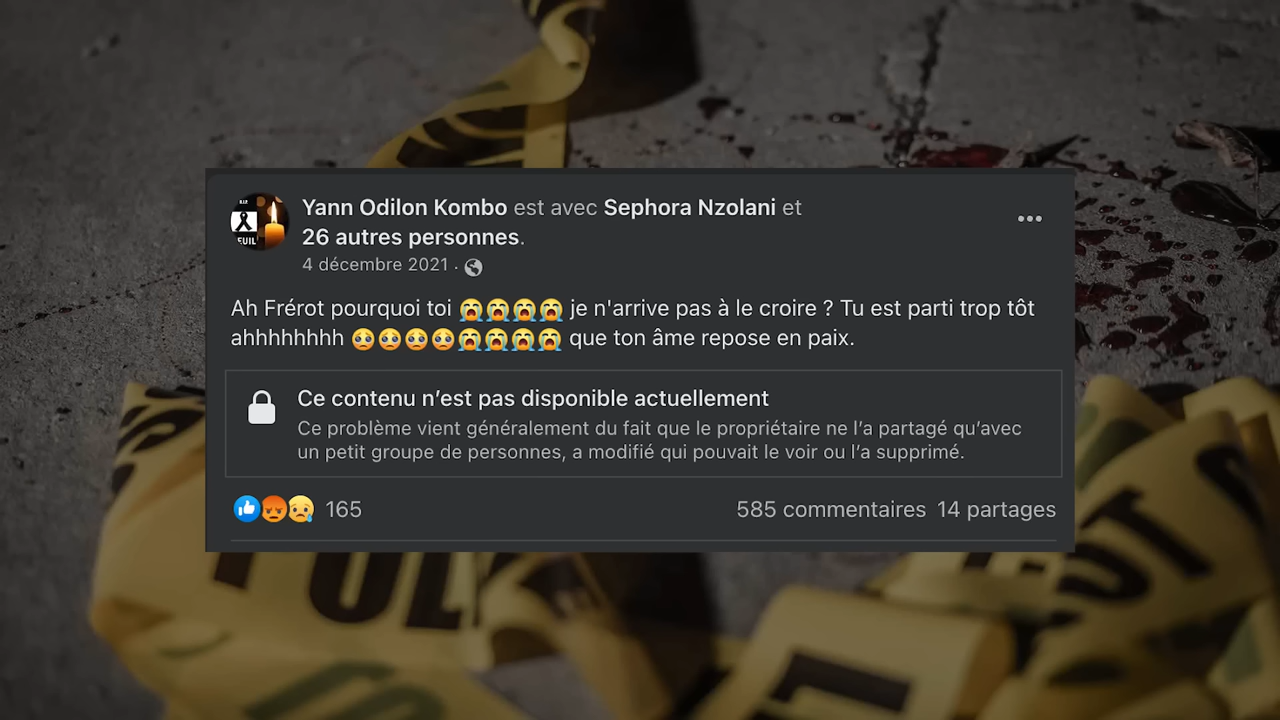 Yann Odilon Kombo est avec Sephora Nzolani et
26 autres personnes.
4 décembre 2021 ·
Ah Frérot pourquoi toi 😭😭😭😭 je n'arrive pas à le croire ? Tu est parti trop tôt
ahhhhhhhh 🥺🥺🥺🥺😭😭😭😭 que ton âme repose en paix.
Ce contenu n’est pas disponible actuellement
Ce problème vient généralement du fait que le propriétaire ne l’a partagé qu’avec
un petit groupe de personnes, a modifié qui pouvait le voir ou l’a supprimé.
165
585 commentaires 14 partages